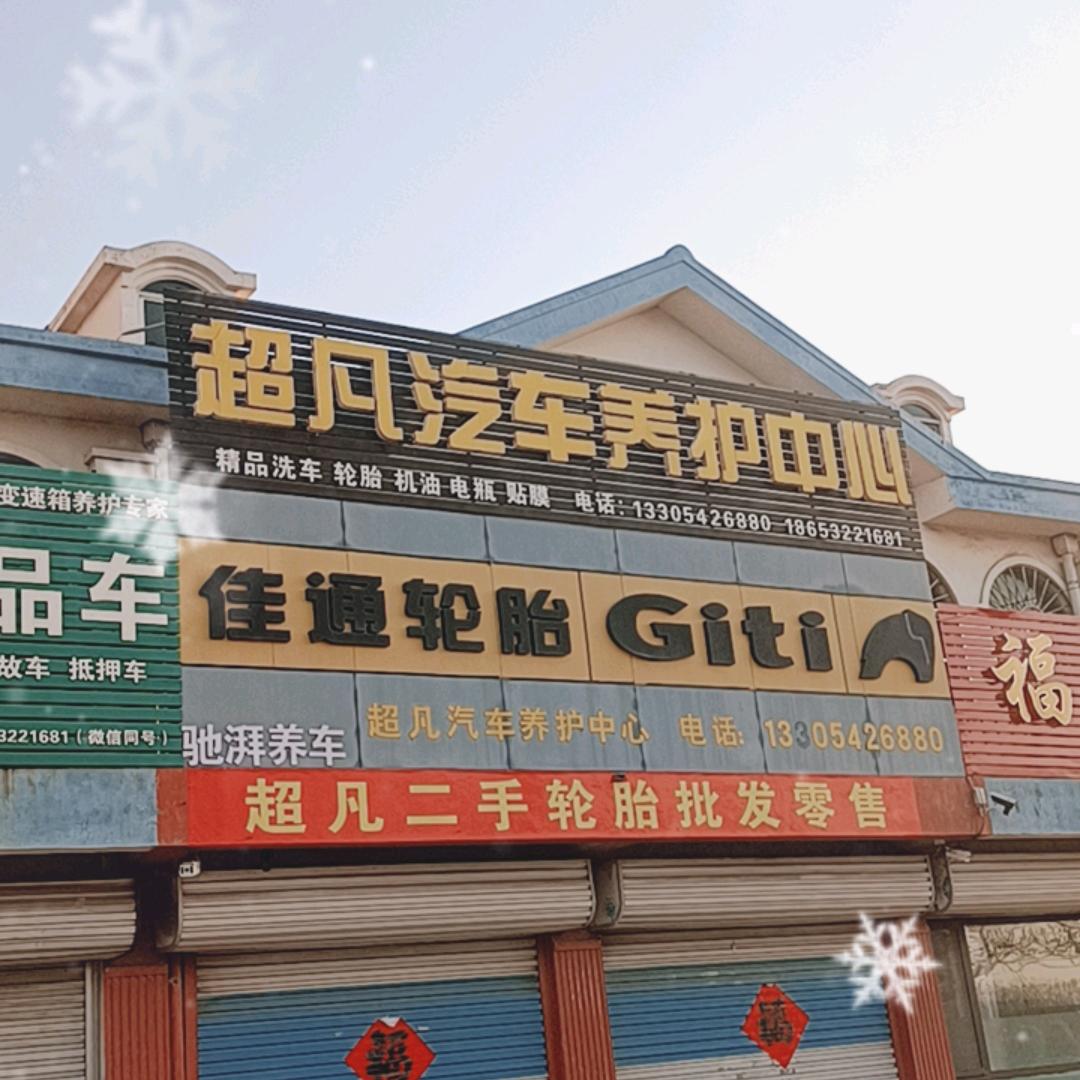 超凡汽车养护中心
精品洗车 轮胎 机油 电瓶 贴膜 电话：13305426880 18653221681
佳通轮胎 Giti
超凡汽车养护中心 电话：13305426880
驰湃养车
超凡二手轮胎批发零售
变速箱养护专家
品车
故车 抵押车
3221681（微信同号）
福